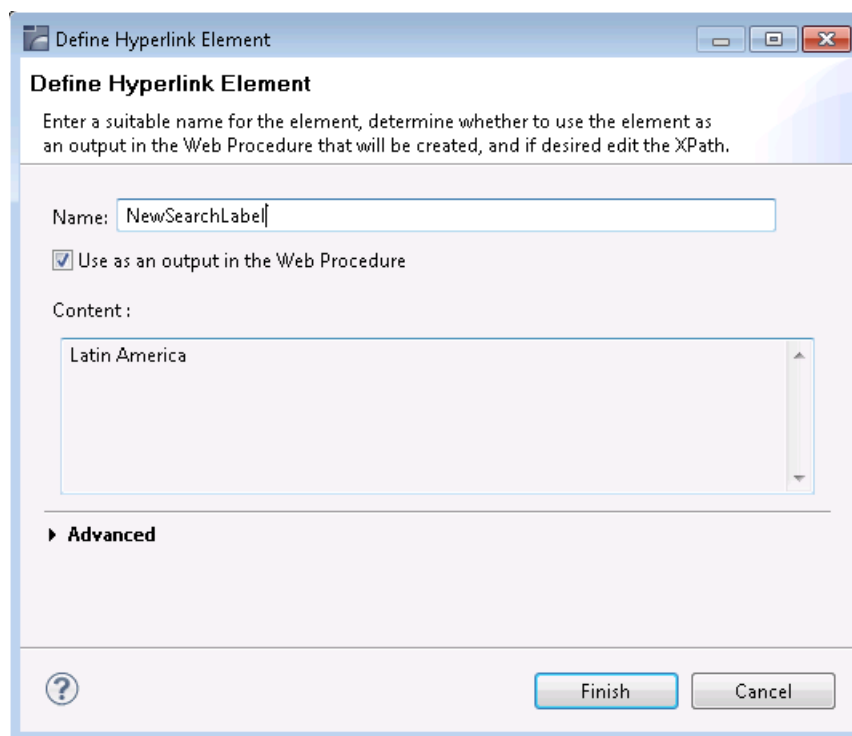 Define Hyperlink Element
Define Hyperlink Element
Enter a suitable name for the element, determine whether to use the element as
an output in the Web Procedure that will be created, and if desired edit the XPath.
Name: NewSearchLabel
Use as an output in the Web Procedure
Content :
Latin America
Advanced
?
Finish Cancel